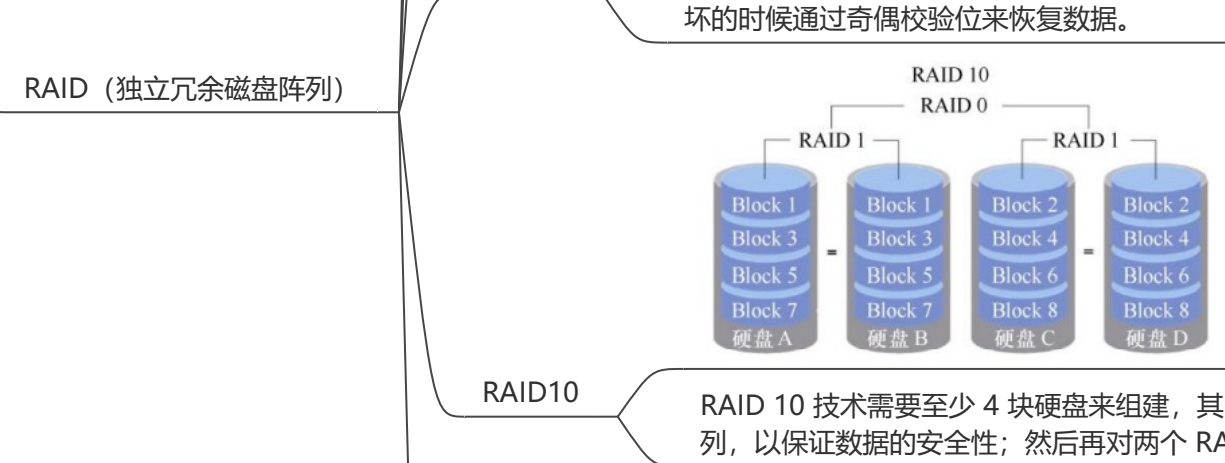 坏的时候通过奇偶校验位来恢复数据。
RAID（独立冗余磁盘阵列）
RAID 10
RAID 0
RAID 1
RAID 1
Block 1
Block 3
Block 5
Block 7
硬盘 A
=
Block 1
Block 3
Block 5
Block 7
硬盘 B
Block 2
Block 4
Block 6
Block 8
硬盘 C
=
Block 2
Block 4
Block 6
Block 8
硬盘 D
RAID10
RAID 10 技术需要至少 4 块硬盘来组建，其
列，以保证数据的安全性；然后再对两个 RA